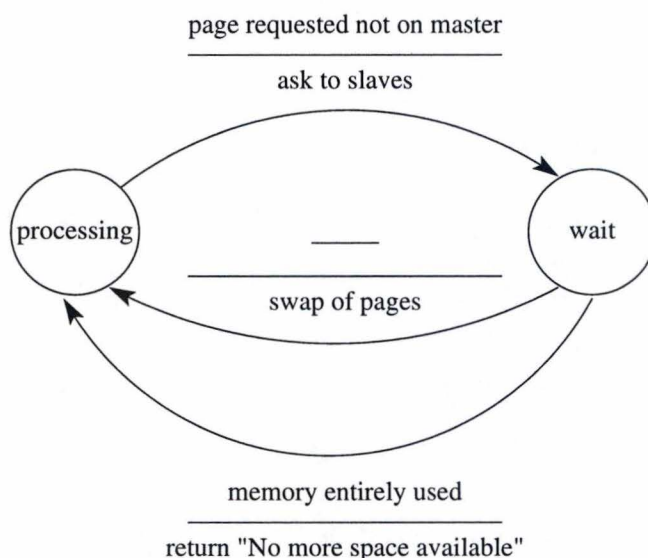 page requested not on master
ask to slaves
processing
wait
swap of pages
memory entirely used
return "No more space available"